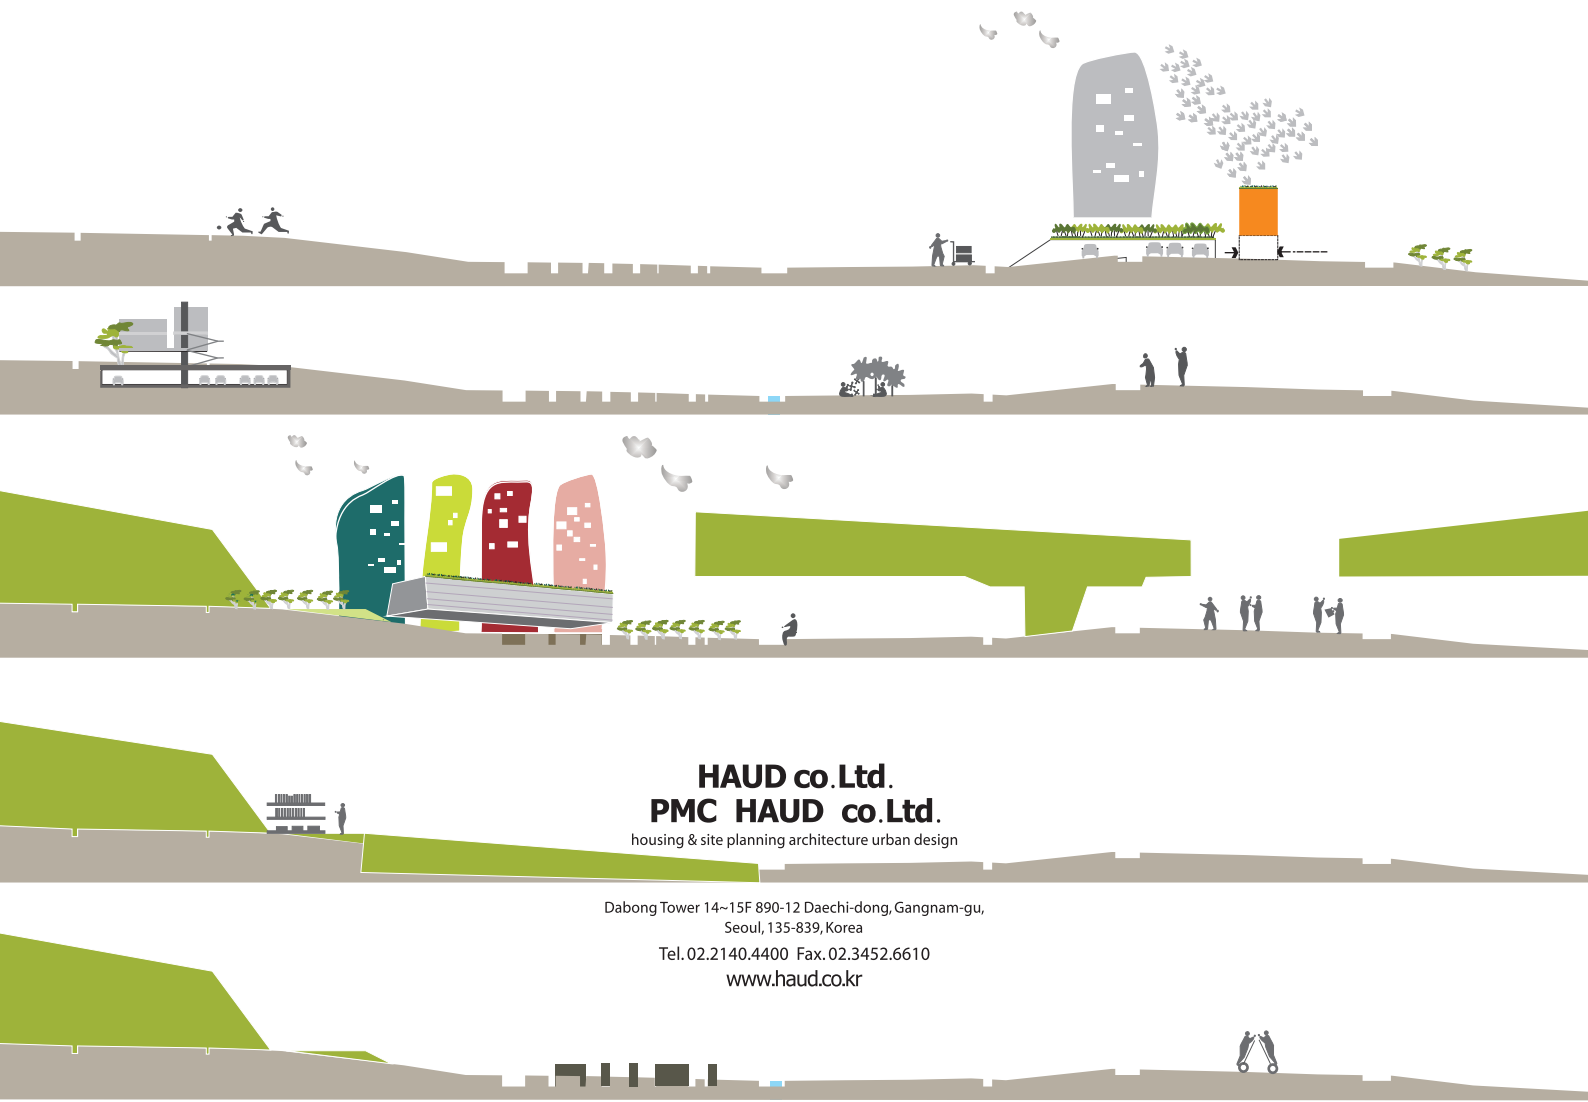 HAUD co.Ltd.
PMC HAUD co.Ltd.
housing & site planning architecture urban design
Dabong Tower 14~15F 890-12 Daechi-dong, Gangnam-gu,
Seoul, 135-839, Korea
Tel. 02.2140.4400 Fax. 02.3452.6610
www.haud.co.kr